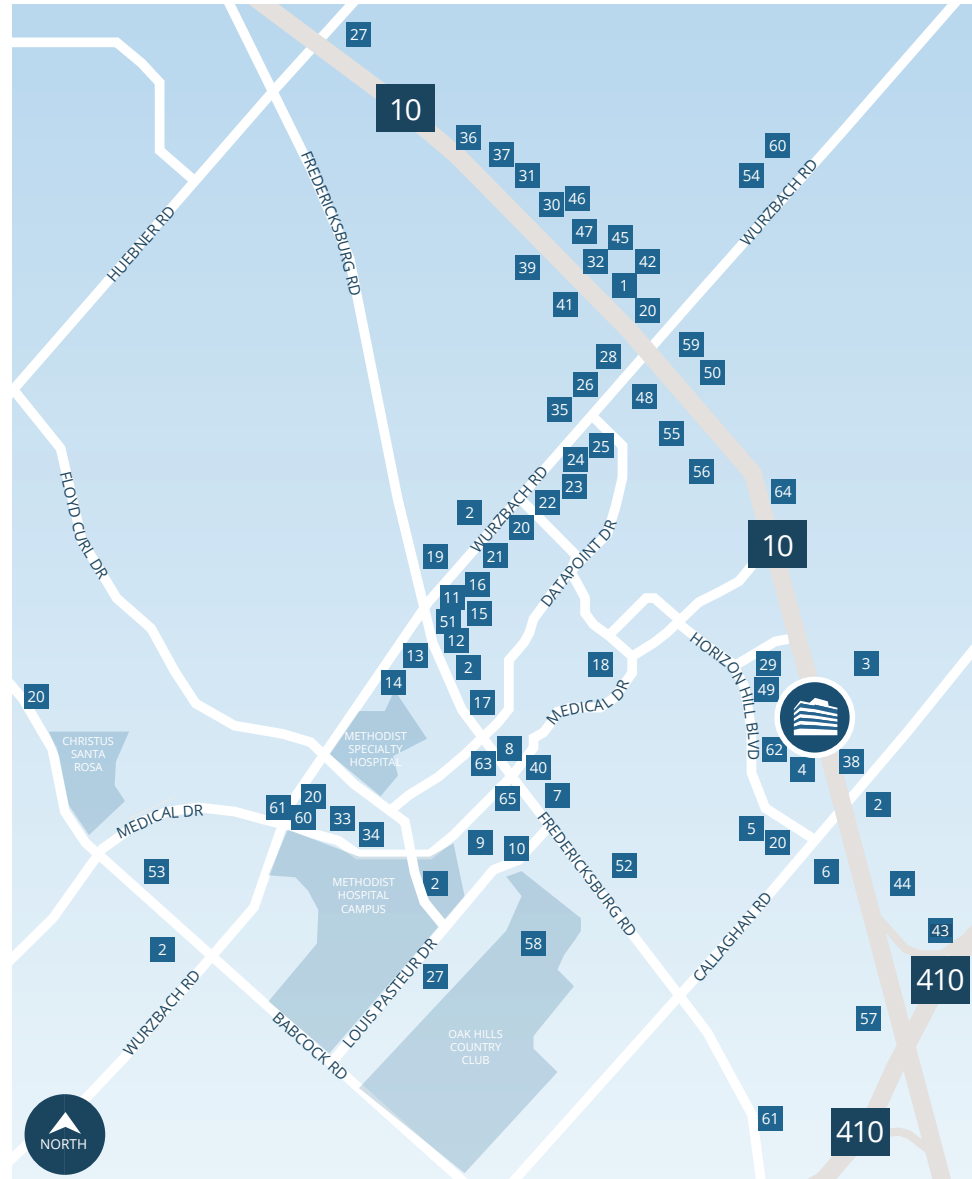 27
10
36
37
60
31
54
30
46
FREDERICKSBURG RD
WURZBACH RD
HUEBNER RD
47
45
39
32
42
1
41
20
59
28
50
26
48
35
55
25
24
56
23
64
22
2
WURZBACH RD
20
FLOYD CURL DR
10
19
21
DATAPOINT DR
16
11
15
51
12
13
2
18
HORIZON HILL BLVD
29
3
14
49
20
17
MEDICAL DR
METHODIST
SPECIALTY
HOSPITAL
CHRISTUS
SANTA
ROSA
8
62
63
40
4
38
20
65
7
61
60
2
MEDICAL DR
33
34
5
9
10
20
FREDERICKSBURG RD
52
53
6
METHODIST
HOSPITAL
CAMPUS
2
44
CALLAGHAN RD
43
58
2
27
LOUIS PASTEUR DR
410
WURZBACH RD
57
BABCOCK RD
OAK HILLS
COUNTRY
CLUB
61
410
NORTH